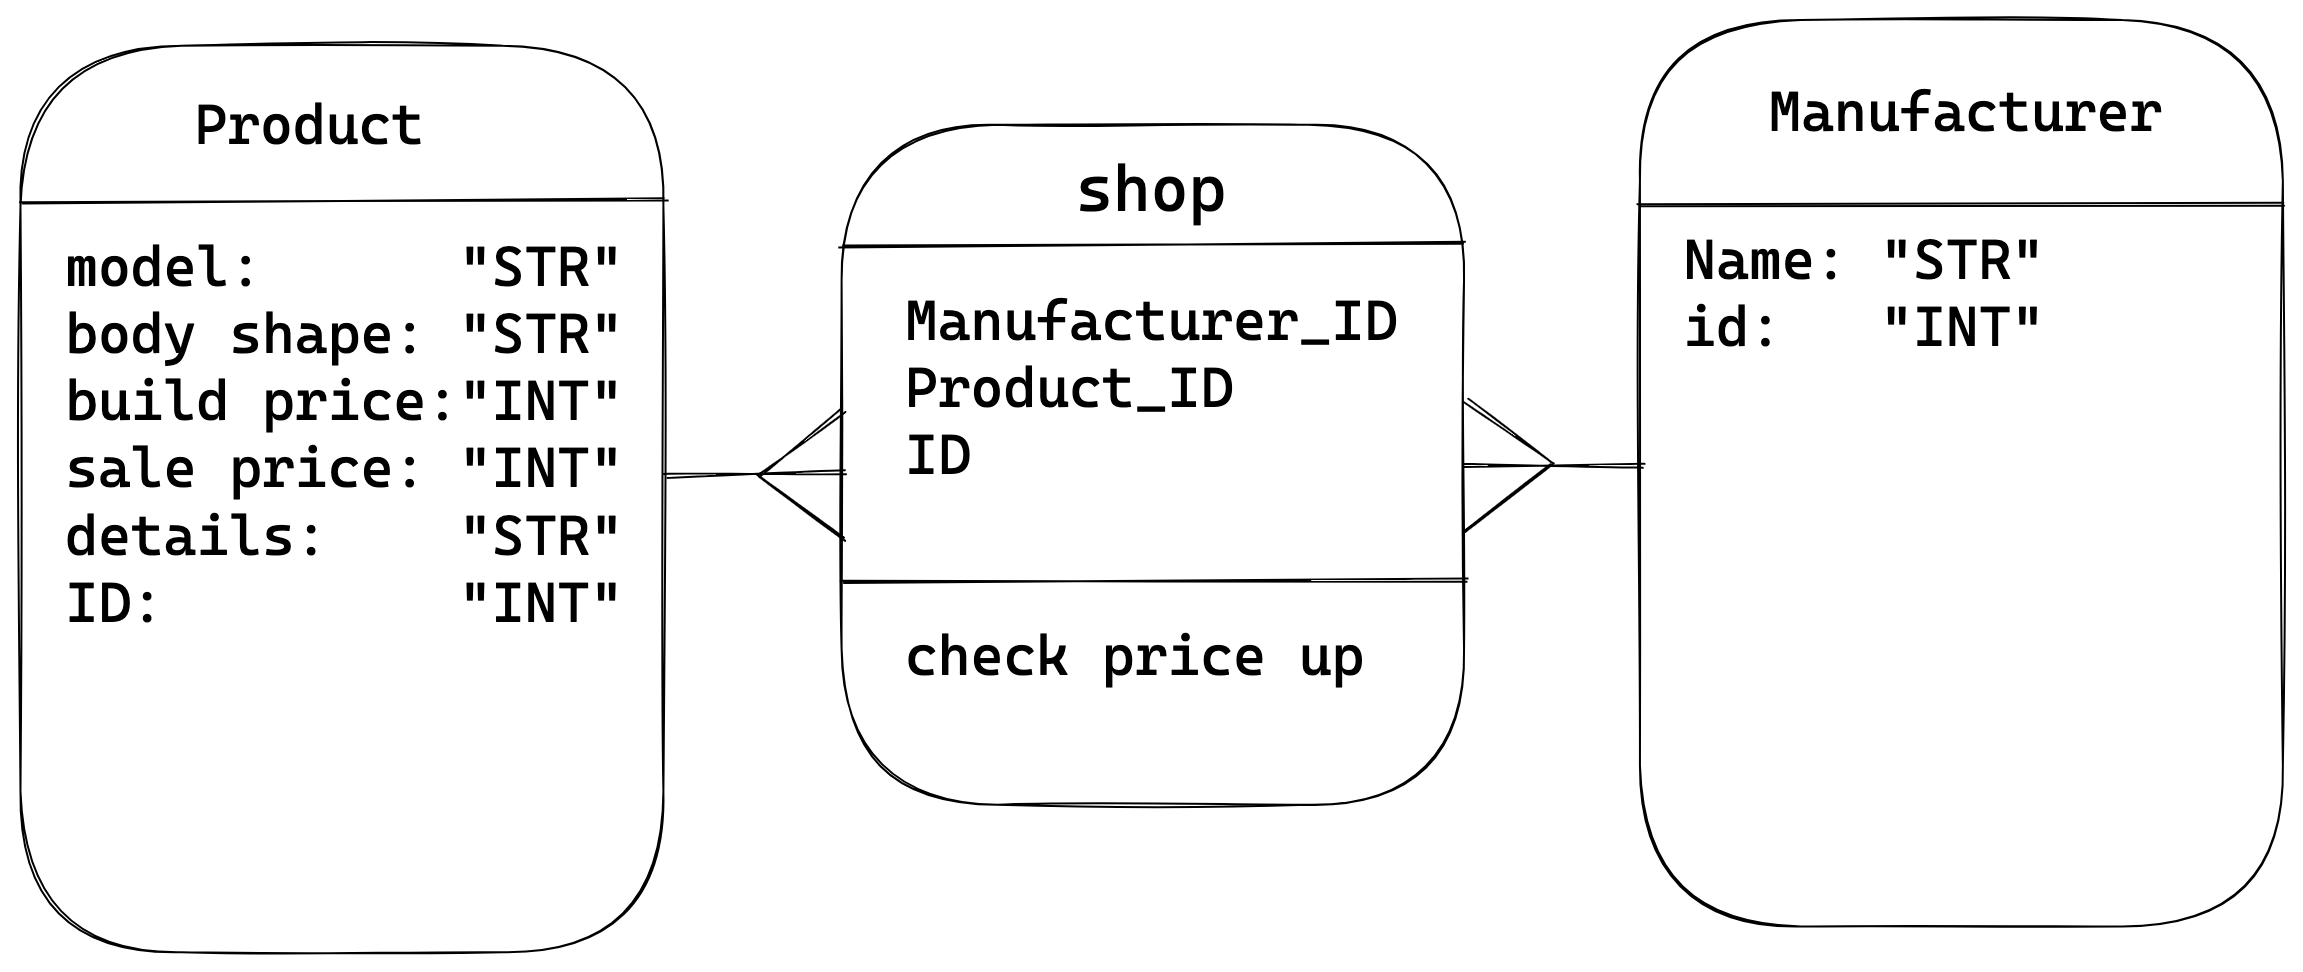 Product
model: "STR"
body shape: "STR"
build price:"INT"
sale price: "INT"
details: "STR"
ID: "INT"
shop
Manufacturer_ID
Product_ID
ID
check price up
Manufacturer
Name: "STR"
id: "INT"